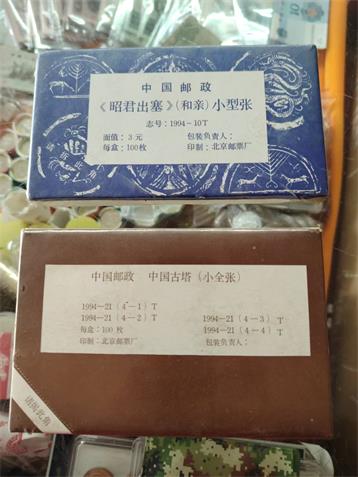 中国邮政
《昭君出塞》(和亲)小型张
志号：1994-10T
面值：3元 包装负责人：
每盒：100枚 印制：北京邮票厂
中国邮政 中国古塔（小全张）
1994-21（4-1）T
1994-21（4-2）T 1994-21（4-3）T
每盒：100枚 1994-21（4-4）T
印制：北京邮票厂 包装负责人：
请揭此角